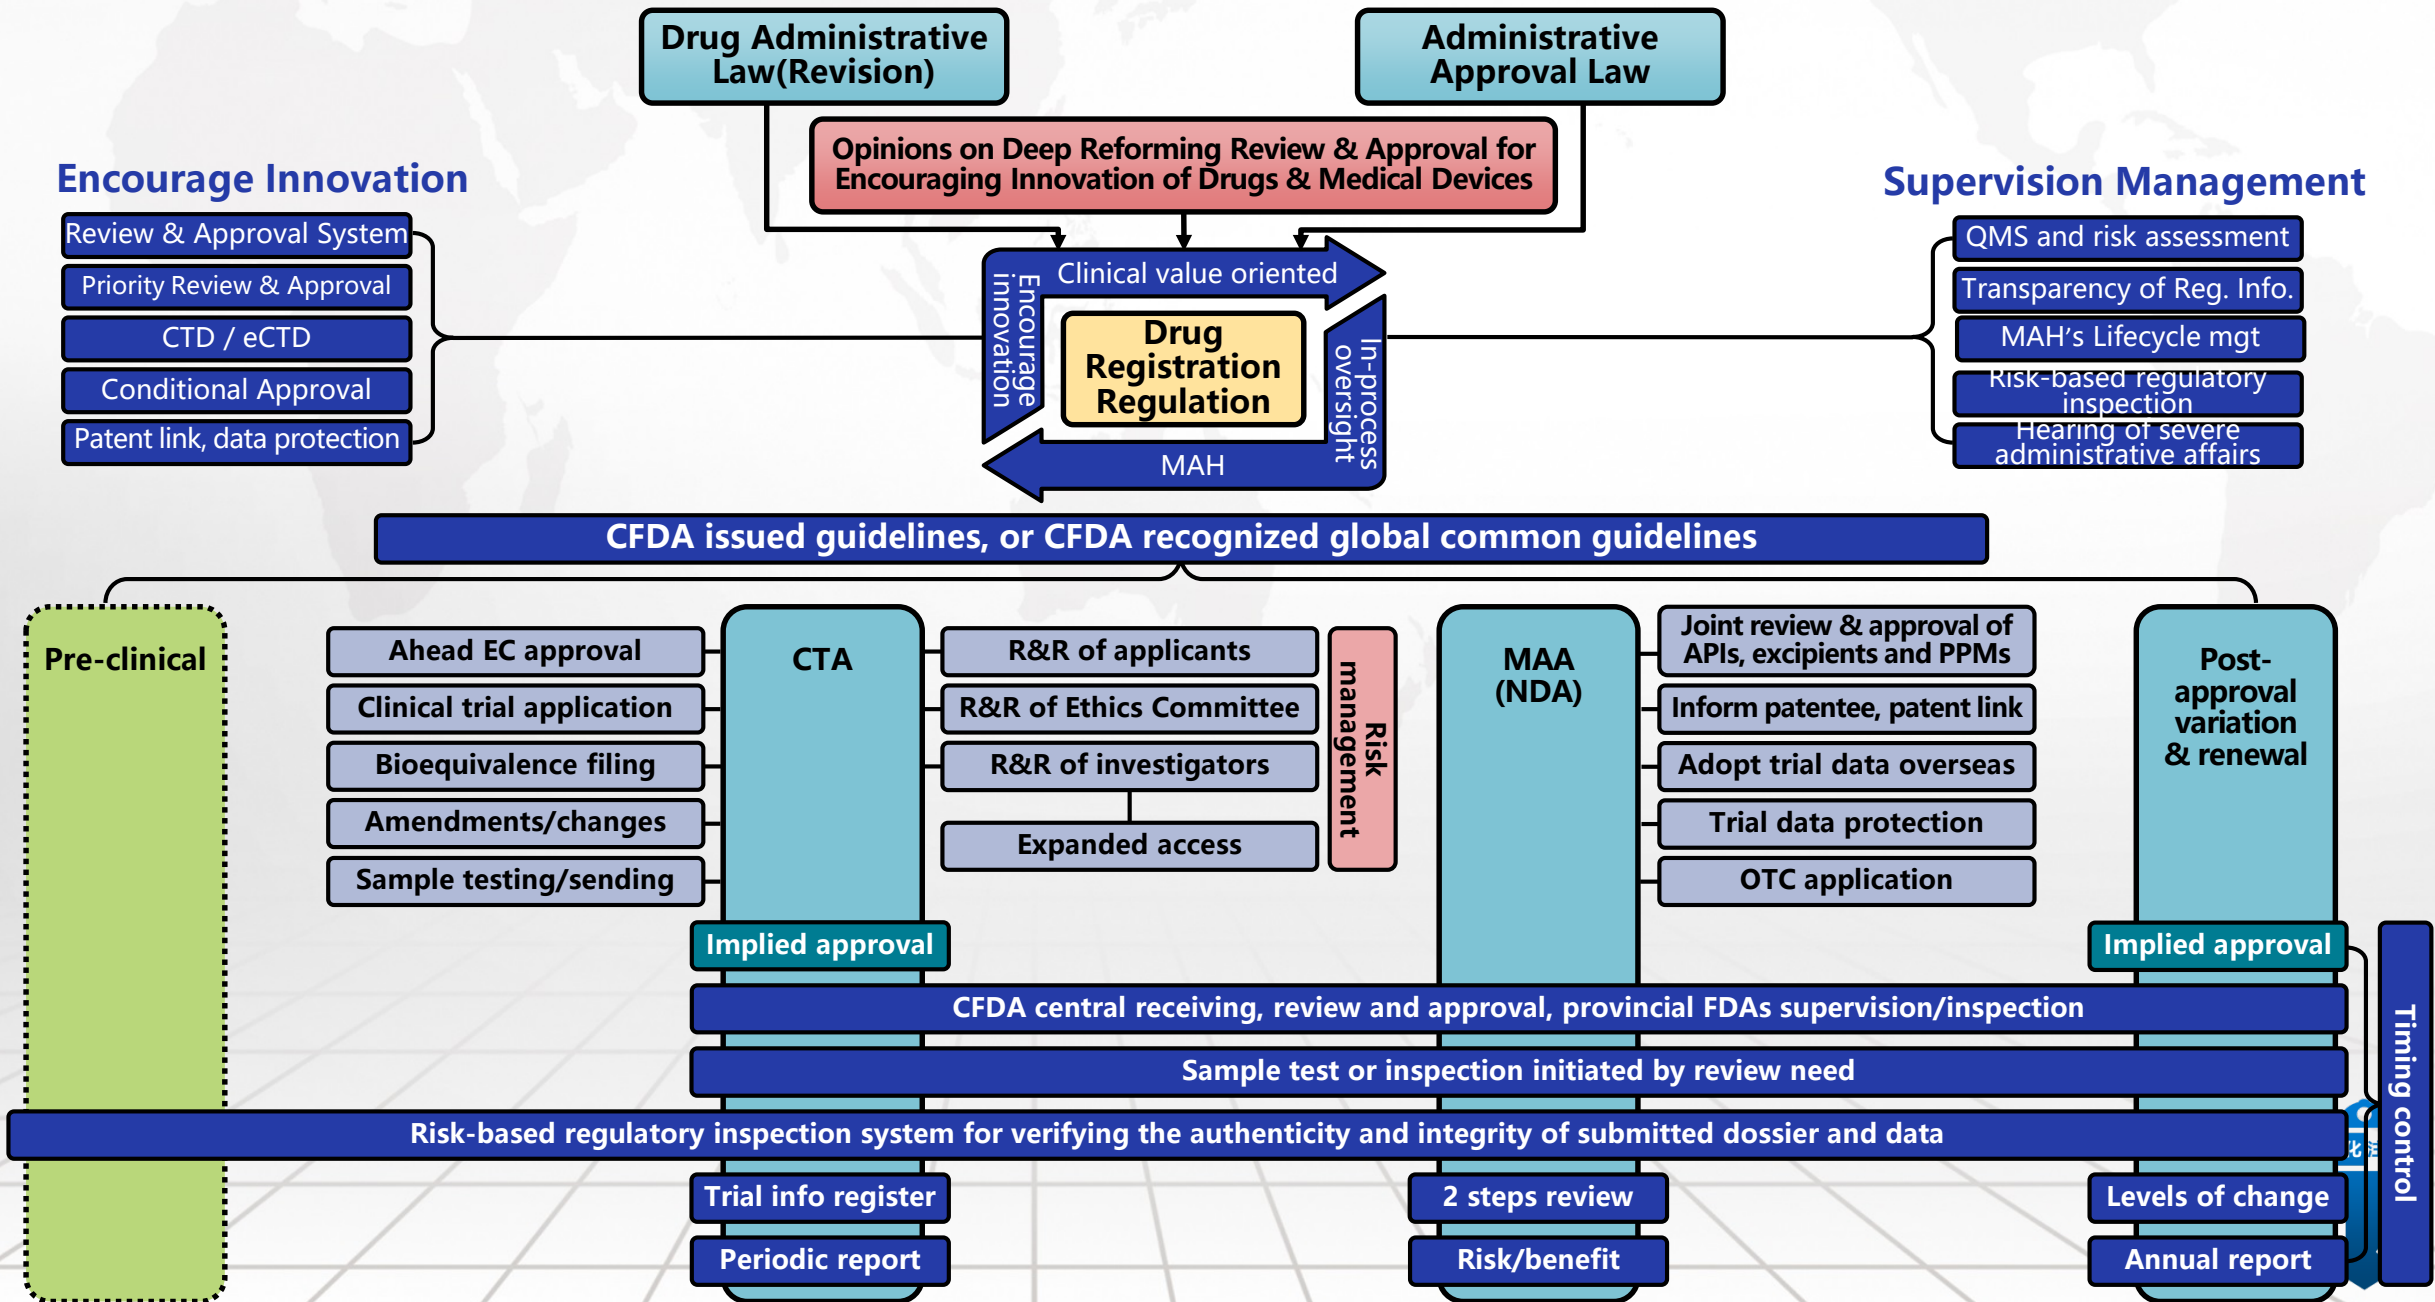 Drug Administrative
Law(Revision)
Administrative
Approval Law
Opinions on Deep Reforming Review & Approval for
Encouraging Innovation of Drugs & Medical Devices
Encourage Innovation
Review & Approval System
Priority Review & Approval
CTD / eCTD
Conditional Approval
Patent link, data protection
Clinical value oriented
Encourage
innovation
Drug
Registration
Regulation
In-process
oversight
MAH
Supervision Management
QMS and risk assessment
Transparency of Reg. Info.
MAH's Lifecycle mgt
Risk-based regulatory
inspection
Hearing of severe
administrative affairs
CFDA issued guidelines, or CFDA recognized global common guidelines
Pre-clinical
Ahead EC approval
Clinical trial application
Bioequivalence filing
Amendments/changes
Sample testing/sending
CTA
R&R of applicants
R&R of Ethics Committee
R&R of investigators
Expanded access
Risk
management
MAA
(NDA)
Joint review & approval of
APIs, excipients and PPMs
Inform patentee, patent link
Adopt trial data overseas
Trial data protection
OTC application
Post-
approval
variation
& renewal
Implied approval
Implied approval
CFDA central receiving, review and approval, provincial FDAs supervision/inspection
Sample test or inspection initiated by review need
Risk-based regulatory inspection system for verifying the authenticity and integrity of submitted dossier and data
Timing control
Trial info register
2 steps review
Levels of change
Periodic report
Risk/benefit
Annual report